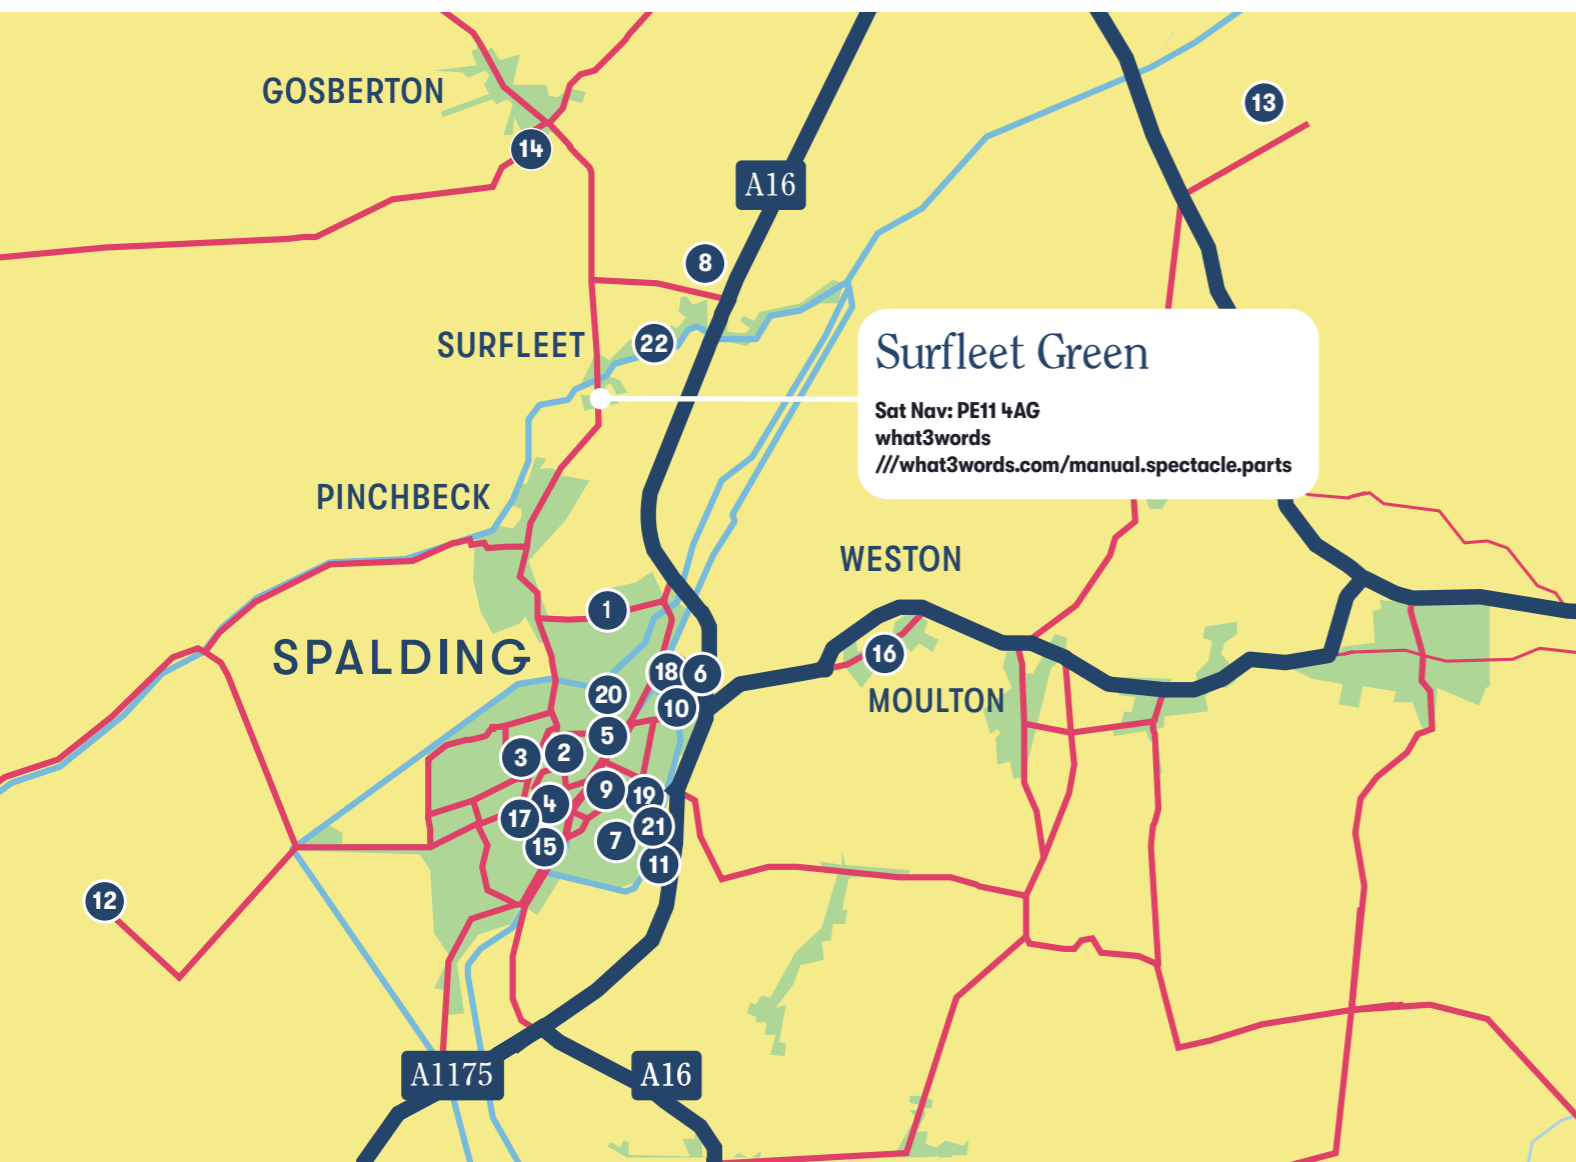 GOSBERTON
13
14
A16
8
SURFLEET
22
Surfleet Green
Sat Nav: PE11 4AG
what3words
///what3words.com/manual.spectacle.parts
PINCHBECK
WESTON
1
SPALDING
16
18
6
20
MOULTON
10
5
3
2
9
19
4
17
21
7
15
11
12
A1175
A16